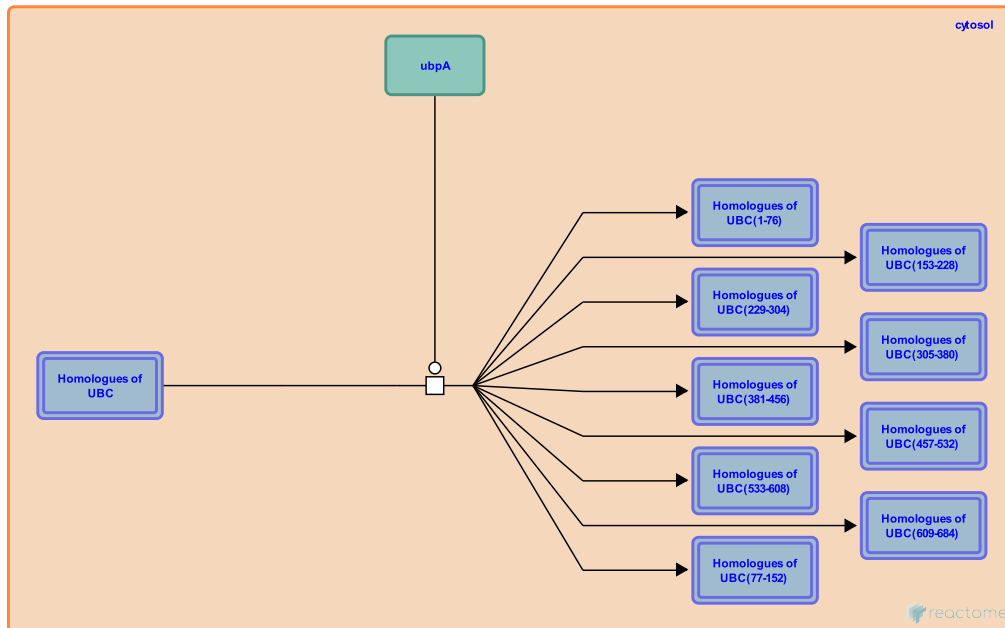 cytosol
ubpA
Homologues of
UBC(1-76)
Homologues of
UBC(153-228)
Homologues of
UBC(229-304)
Homologues of
UBC(305-380)
Homologues of
UBC
Homologues of
UBC(381-456)
Homologues of
UBC(457-532)
Homologues of
UBC(533-608)
Homologues of
UBC(609-684)
Homologues of
UBC(77-152)
reactome